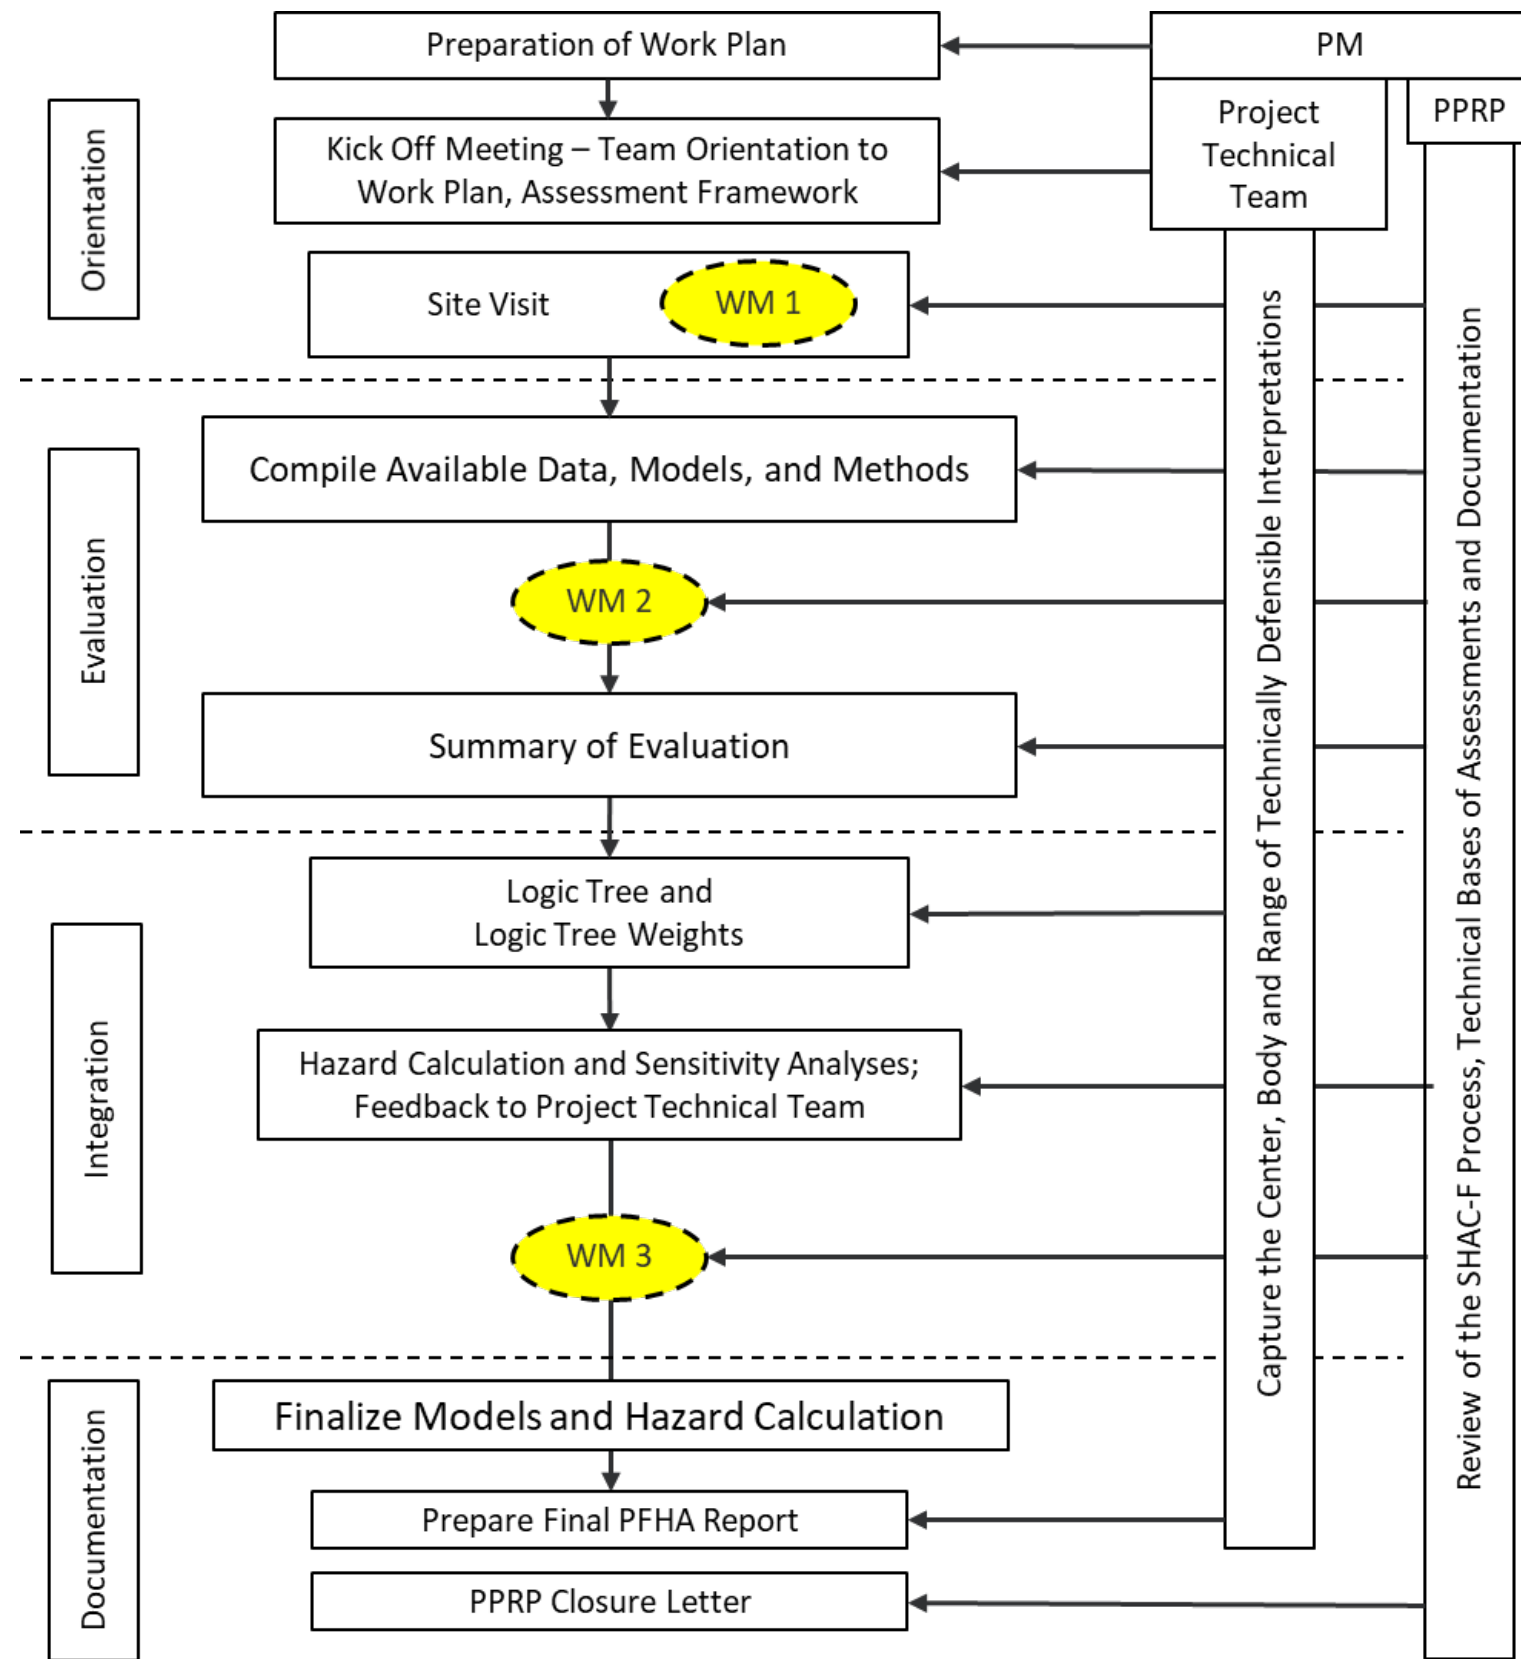 Preparation of Work Plan
PM
Project
Technical
Team
PPRP
Orientation
Kick Off Meeting – Team Orientation to
Work Plan, Assessment Framework
Site Visit
WM 1
Evaluation
Compile Available Data, Models, and Methods
WM 2
Summary of Evaluation
Integration
Logic Tree and
Logic Tree Weights
Hazard Calculation and Sensitivity Analyses;
Feedback to Project Technical Team
WM 3
Documentation
Finalize Models and Hazard Calculation
Prepare Final PFHA Report
PPRP Closure Letter
Capture the Center, Body and Range of Technically Defensible Interpretations
Review of the SHAC-F Process, Technical Bases of Assessments and Documentation